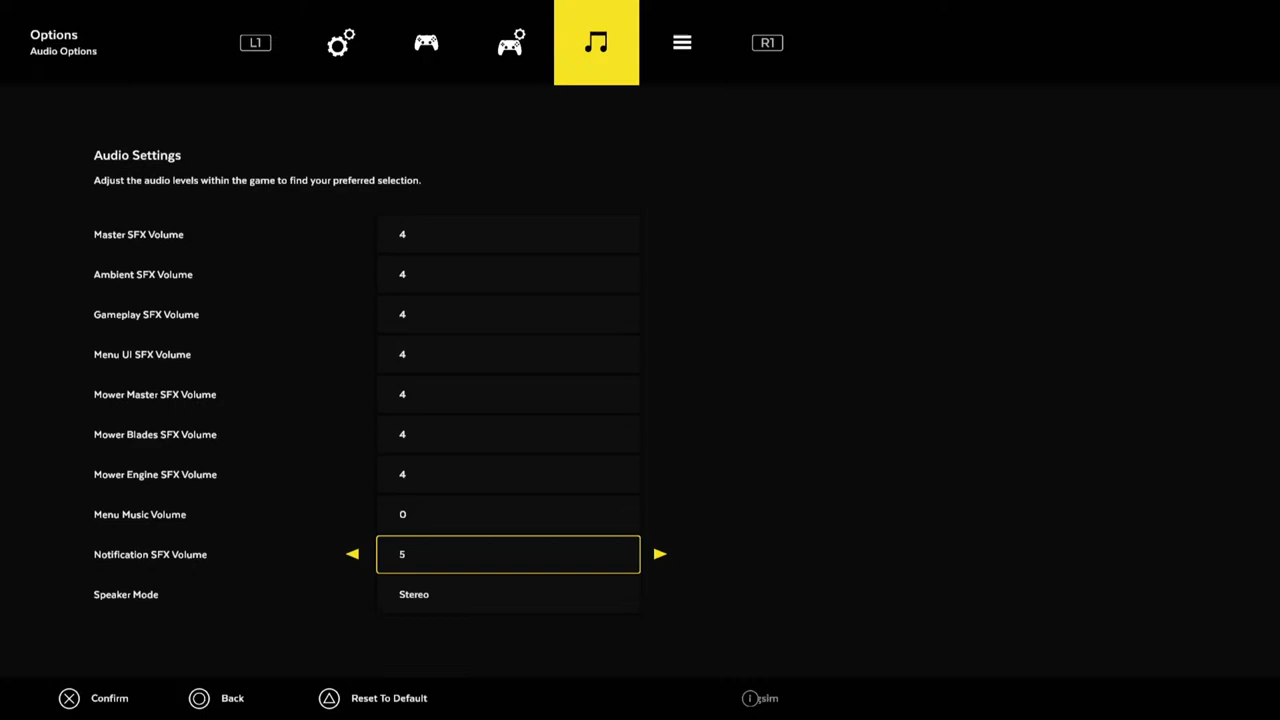 Options
Audio Options
L1
R1
Audio Settings
Adjust the audio levels within the game to find your preferred selection.
Master SFX Volume 4
Ambient SFX Volume 4
Gameplay SFX Volume 4
Menu UI SFX Volume 4
Mower Master SFX Volume 4
Mower Blades SFX Volume 4
Mower Engine SFX Volume 4
Menu Music Volume 0
Notification SFX Volume 5
Speaker Mode Stereo
Confirm Back Reset To Default